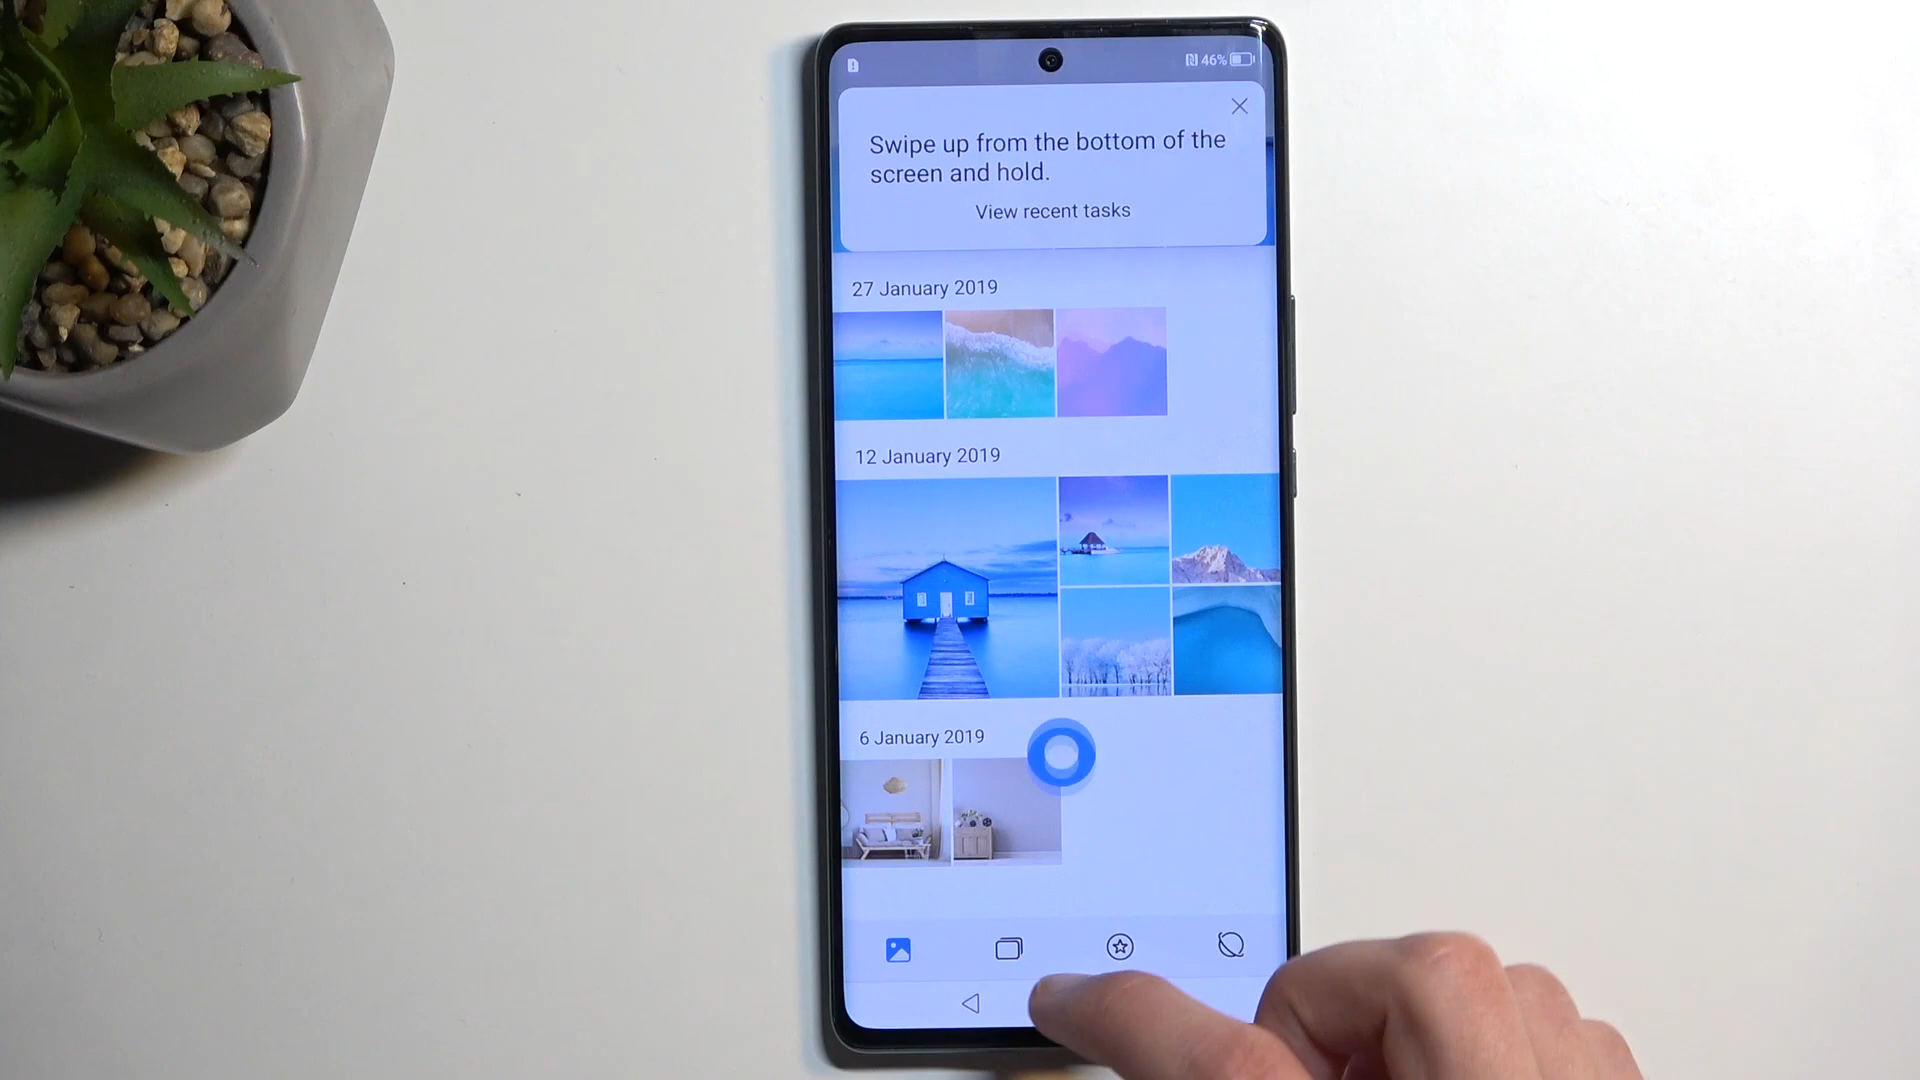 46%
Swipe up from the bottom of the
screen and hold.
View recent tasks
27 January 2019
12 January 2019
6 January 2019